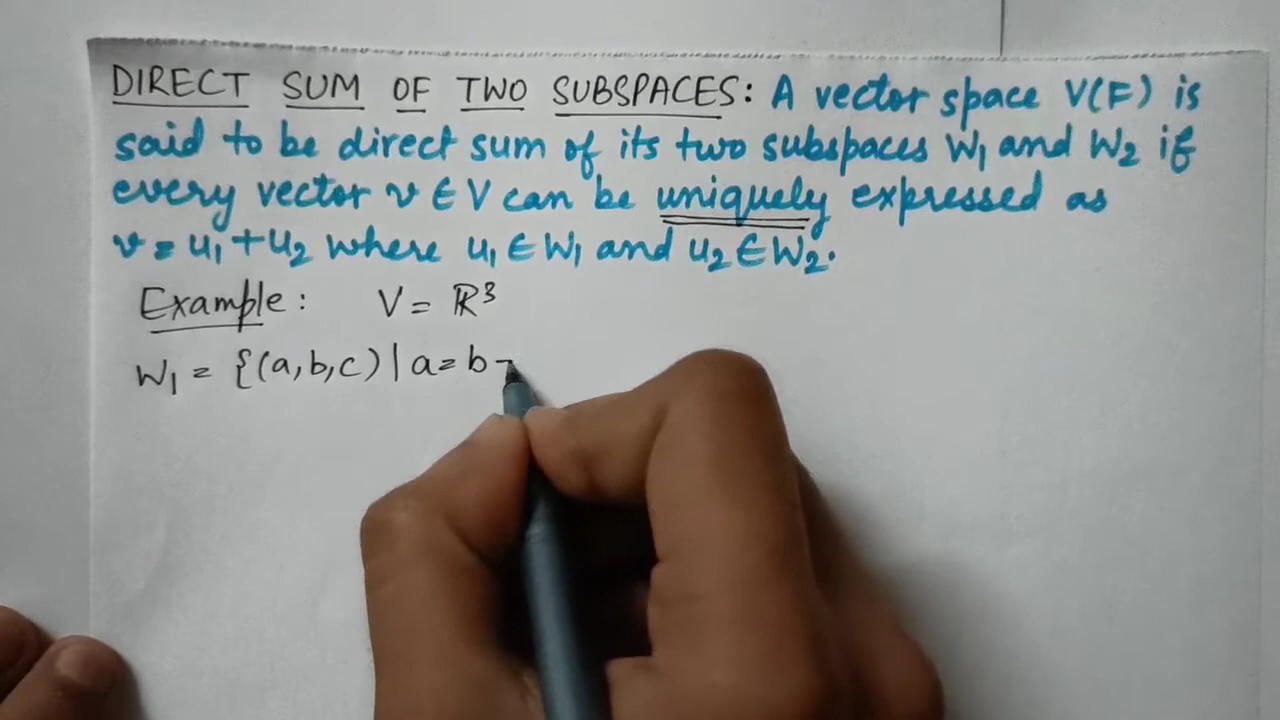 DIRECT SUM OF TWO SUBSPACES: A vector space V(F) is
said to be direct sum of its two subspaces W₁ and W₂ if
every vector v ∈ V can be uniquely expressed as
v = u₁ + u₂ where u₁ ∈ W₁ and u₂ ∈ W₂.
Example: V = ℝ³
W₁ = {(a,b,c) | a = b -